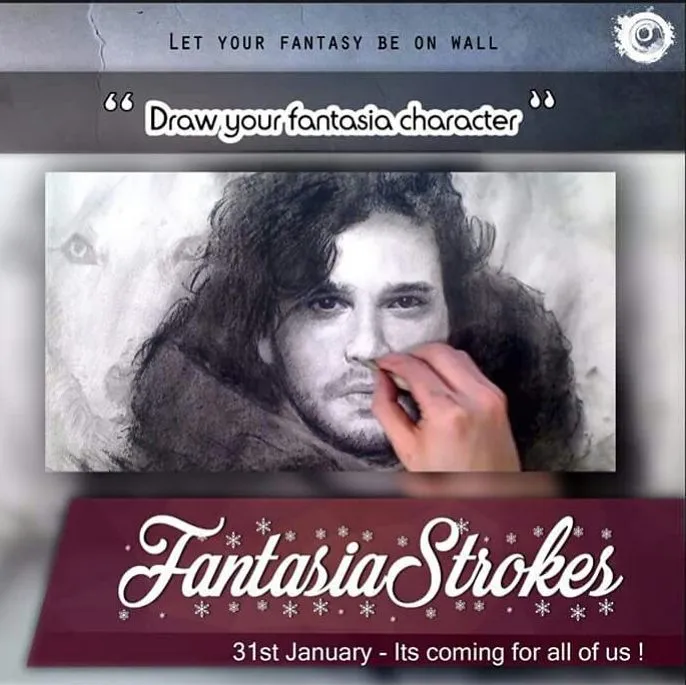 LET YOUR FANTASY BE ON WALL
“ Draw your fantasia character ”
FantasiaStrokes
31st January - Its coming for all of us !